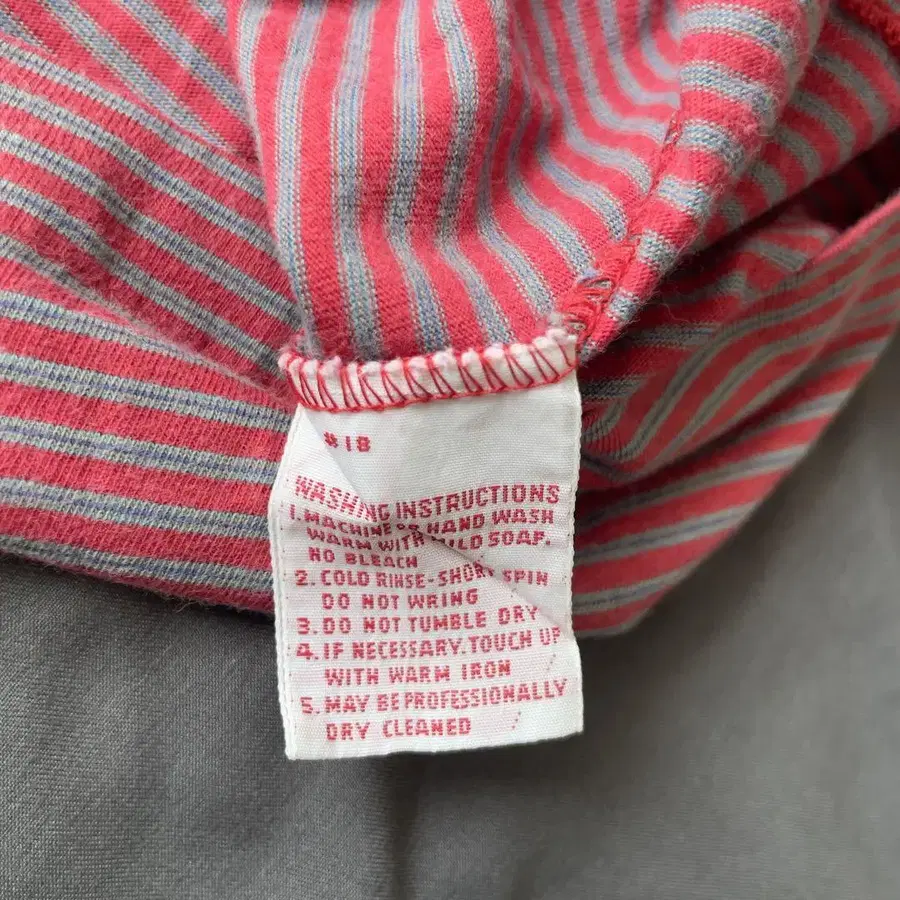 #18
WASHING INSTRUCTIONS
1. MACHINE OR HAND WASH
WARM WITH MILD SOAP.
NO BLEACH
2. COLD RINSE-SHORT SPIN
DO NOT WRING
3. DO NOT TUMBLE DRY
4. IF NECESSARY. TOUCH UP
WITH WARM IRON
5. MAY BE PROFESSIONALLY
DRY CLEANED